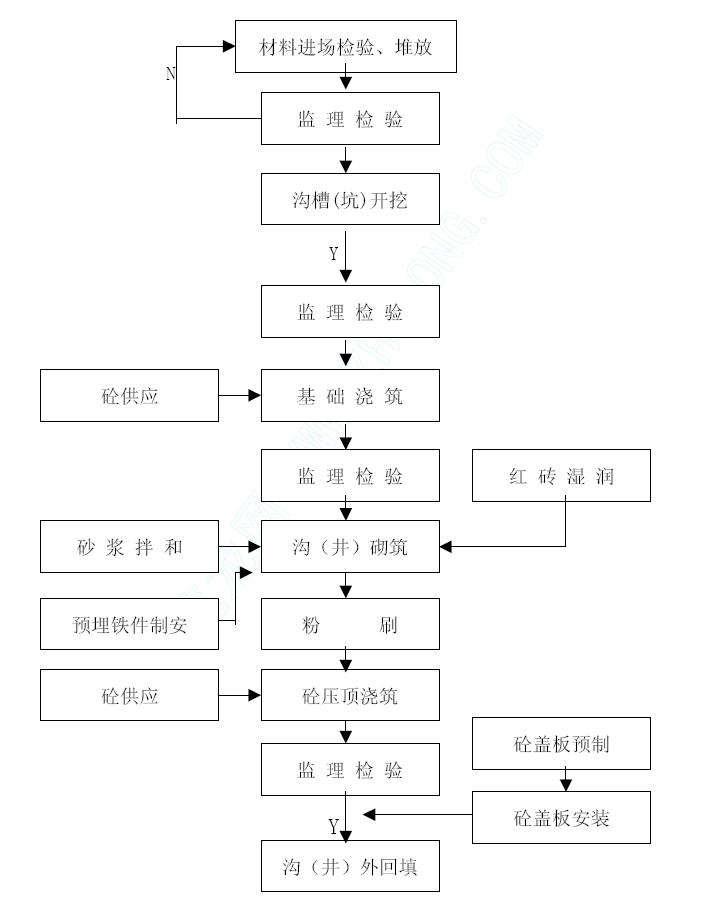 材料进场检验、堆放
N
监 理 检 验
沟槽(坑)开挖
Y
监 理 检 验
砼供应
基 础 浇 筑
监 理 检 验
红 砖 湿 润
砂 浆 拌 和
沟（井）砌筑
预埋铁件制安
粉 刷
砼供应
砼压顶浇筑
砼盖板预制
监 理 检 验
砼盖板安装
Y
沟（井）外回填